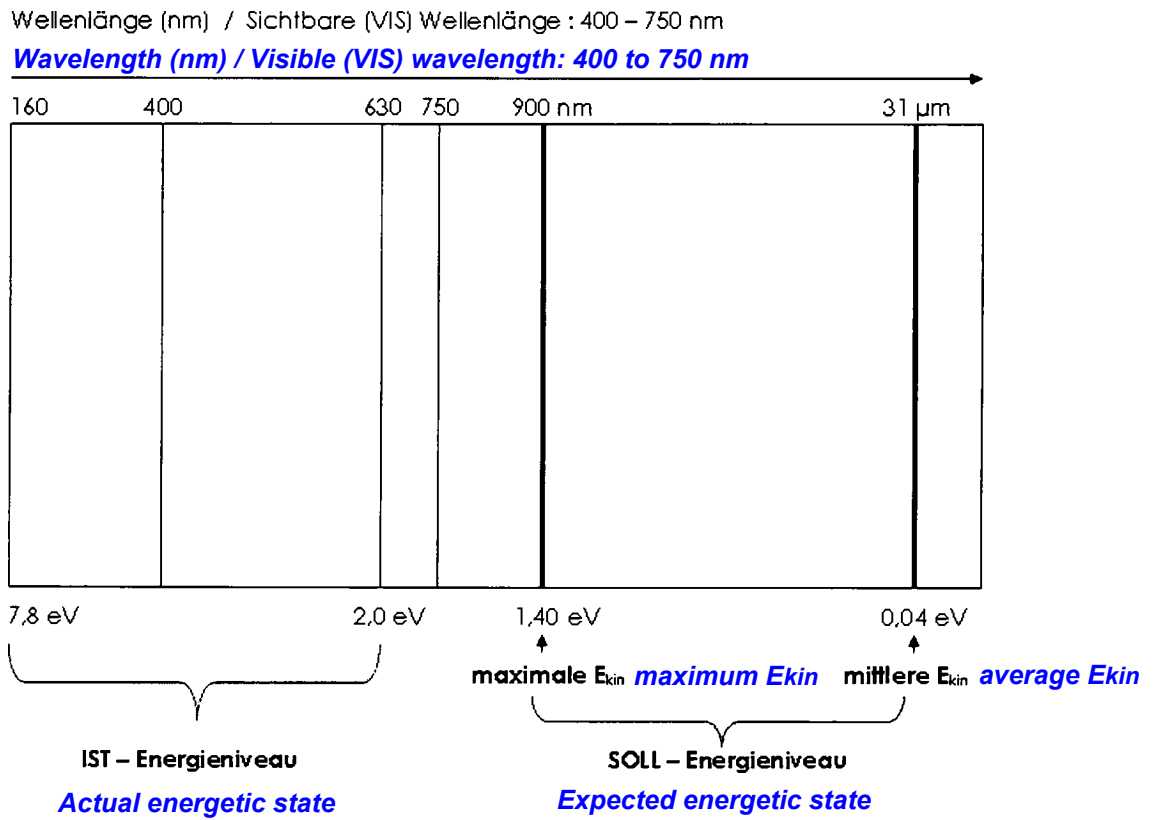 Wellenlänge (nm) / Sichtbare (VIS) Wellenlänge : 400 – 750 nm
Wavelength (nm) / Visible (VIS) wavelength: 400 to 750 nm
160 400 630 750 900 nm 31 µm
7,8 eV 2,0 eV 1,40 eV 0,04 eV
maximale Ekin maximum Ekin mittlere Ekin average Ekin
IST – Energieniveau SOLL – Energieniveau
Actual energetic state Expected energetic state